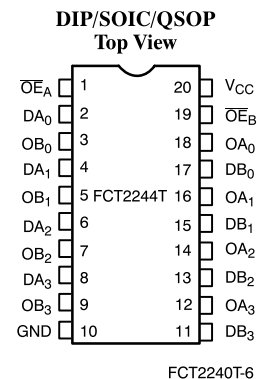 DIP/SOIC/QSOP
Top View
OE̅A 1 20 VCC
DA0 2 19 OE̅B
OB0 3 18 OA0
DA1 4 17 DB0
OB1 5 FCT2244T 16 OA1
DA2 6 15 DB1
OB2 7 14 OA2
DA3 8 13 DB2
OB3 9 12 OA3
GND 10 11 DB3
FCT2240T-6